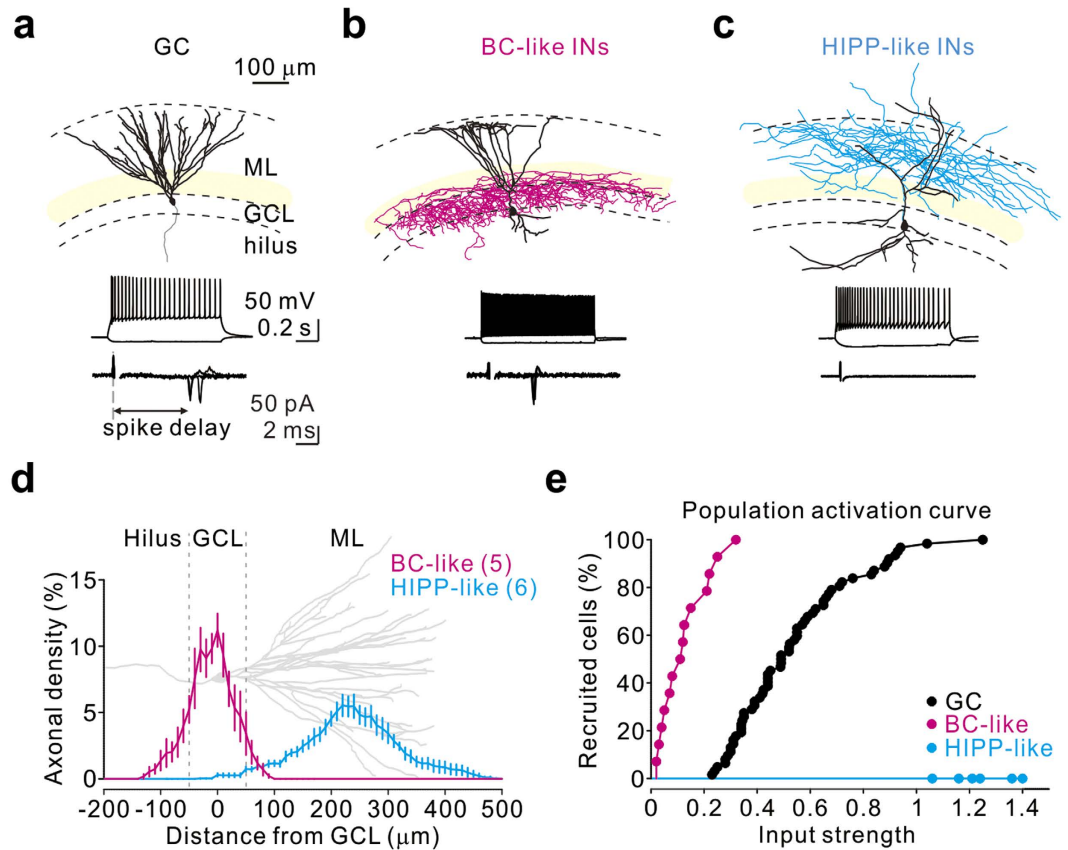 a
GC
100 μm
ML
GCL
hilus
50 mV
0.2 s
50 pA
2 ms
spike delay
b
BC-like INs
c
HIPP-like INs
d
Hilus
GCL
ML
BC-like (5)
HIPP-like (6)
Axonal density (%)
15
10
5
0
-200
-100
0
100
200
300
400
500
Distance from GCL (μm)
e
Population activation curve
Recruited cells (%)
100
80
60
40
20
0
GC
BC-like
HIPP-like
0
0.2
0.4
0.6
0.8
1
1.2
1.4
Input strength